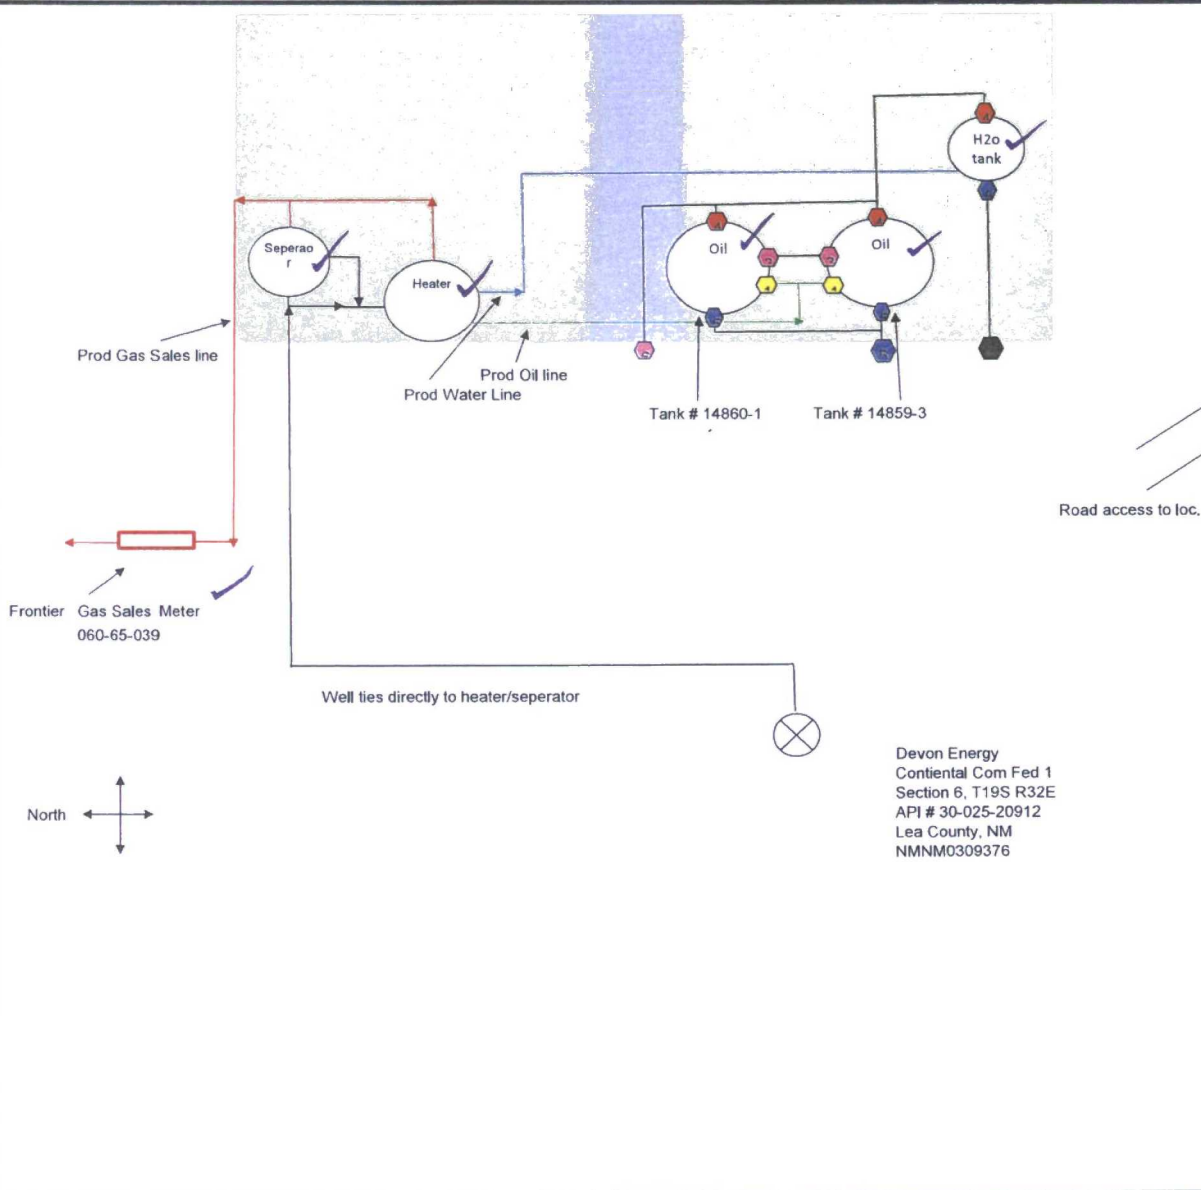 H2o
tank
Oil
Oil
Seperao
r
Heater
Prod Gas Sales line
Prod Oil line
Prod Water Line
Tank # 14860-1
Tank # 14859-3
Road access to loc.
Frontier Gas Sales Meter
060-65-039
Well ties directly to heater/seperator
North
Devon Energy
Contiental Com Fed 1
Section 6, T19S R32E
API # 30-025-20912
Lea County, NM
NMNM0309376